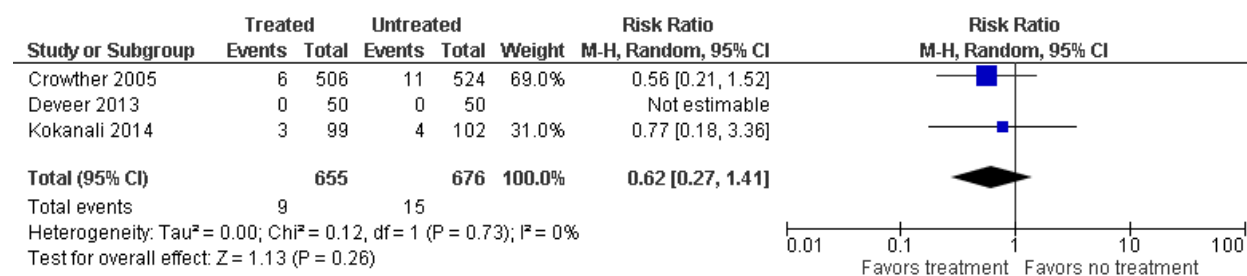 Treated Untreated Risk Ratio Risk Ratio
Study or Subgroup Events Total Events Total Weight M-H, Random, 95% CI M-H, Random, 95% CI
Crowther 2005 6 506 11 524 69.0% 0.56 [0.21, 1.52]
Deveer 2013 0 50 0 50 Not estimable
Kokanali 2014 3 99 4 102 31.0% 0.77 [0.18, 3.36]
Total (95% CI) 655 676 100.0% 0.62 [0.27, 1.41]
Total events 9 15
Heterogeneity: Tau² = 0.00; Chi² = 0.12, df = 1 (P = 0.73); I² = 0%
Test for overall effect: Z = 1.13 (P = 0.26)
0.01 0.1 1 10 100
Favors treatment Favors no treatment